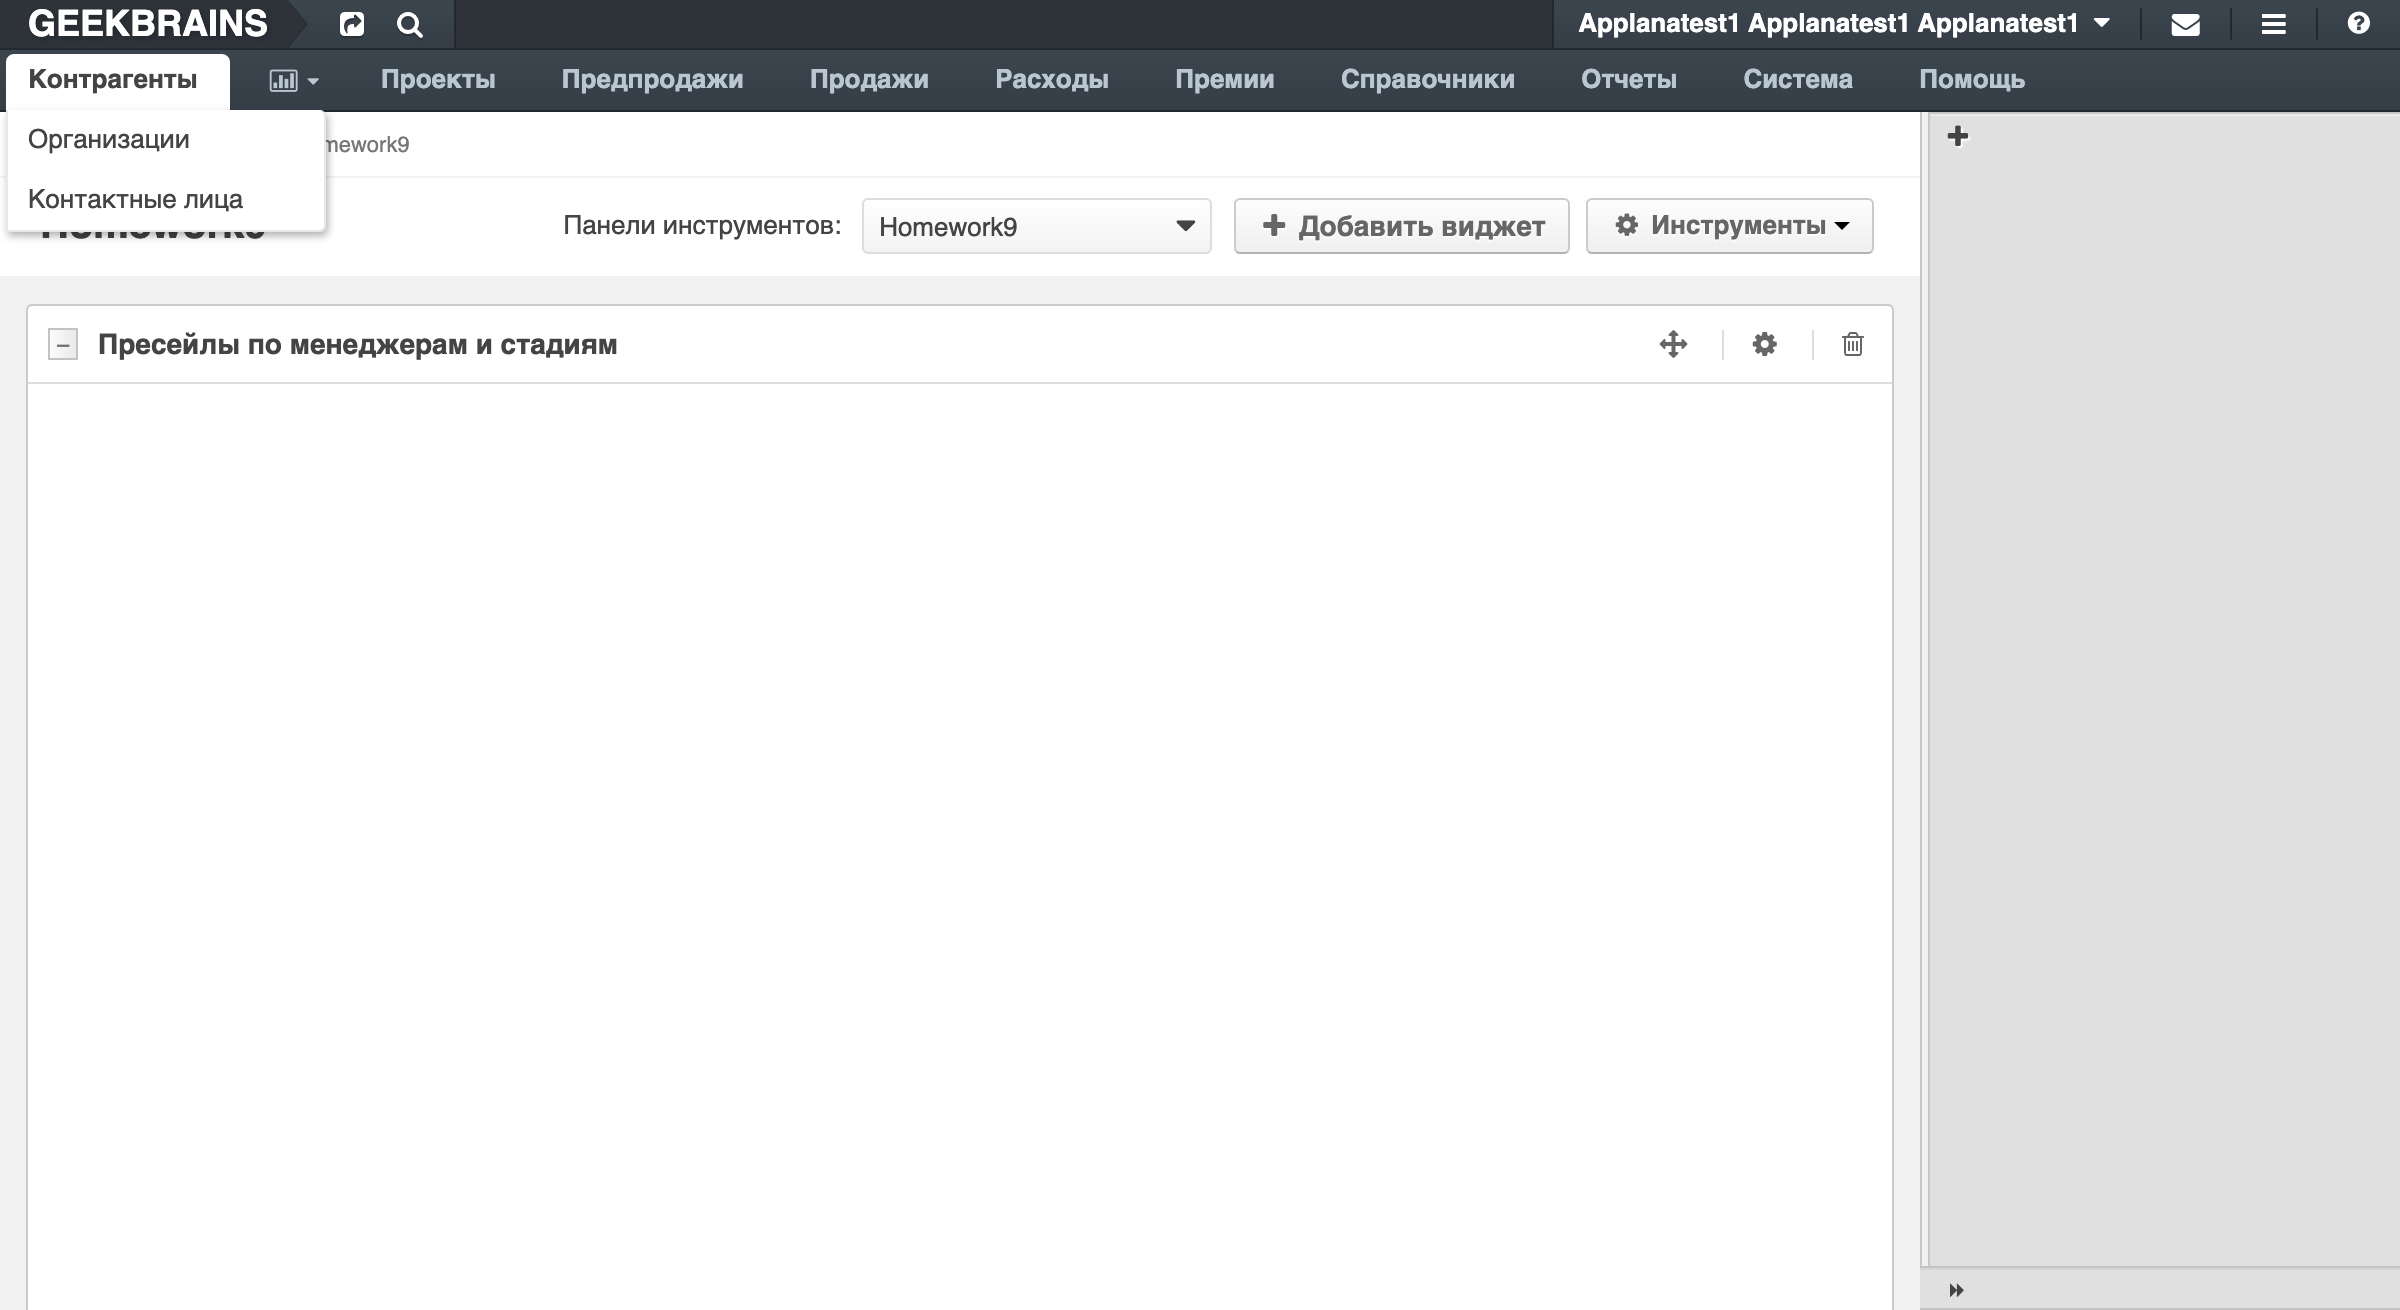 GEEKBRAINS
Applanatest1 Applanatest1 Applanatest1
Контрагенты Проекты Предпродажи Продажи Расходы Премии Справочники Отчеты Система Помощь
Организации
mework9
Контактные лица
Панели инструментов: Homework9 Добавить виджет Инструменты
Пресейлы по менеджерам и стадиям